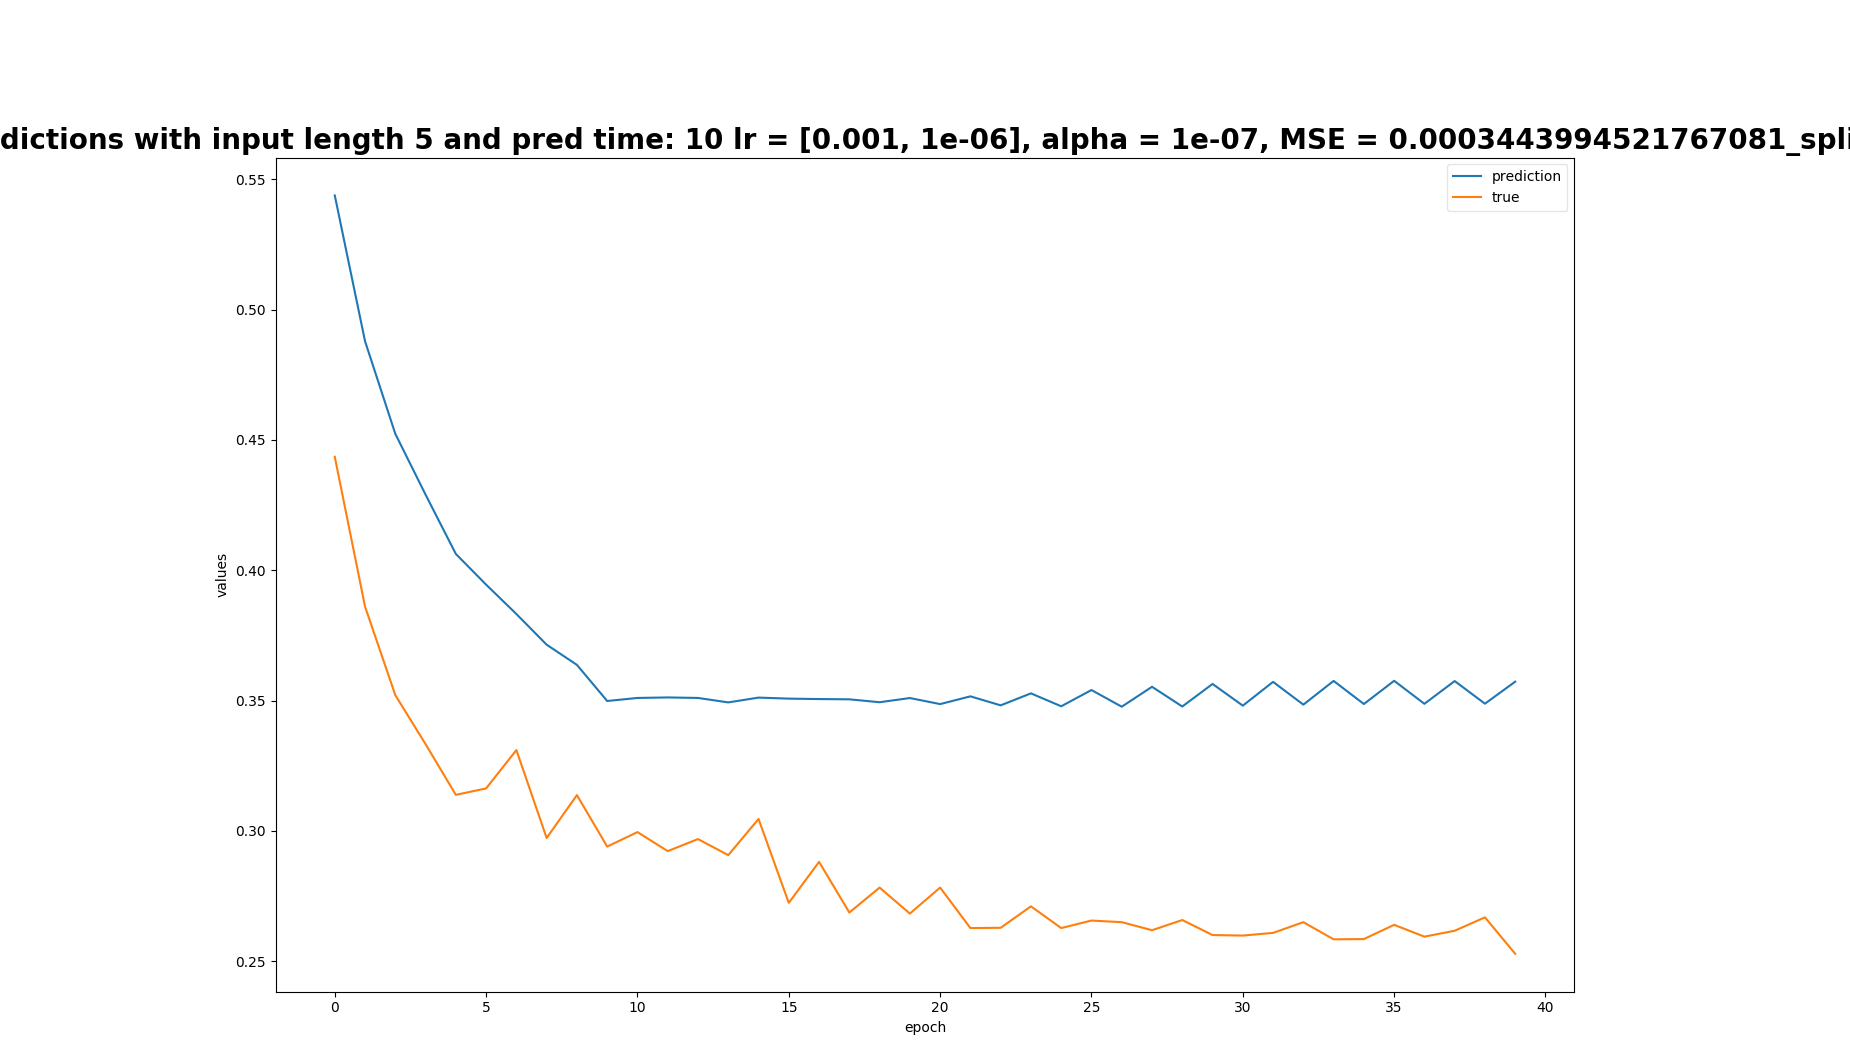 dictions with input length 5 and pred time: 10 lr = [0.001, 1e-06], alpha = 1e-07, MSE = 0.0003443994521767081_spli
prediction
true
0.55
0.50
0.45
0.40
0.35
0.30
0.25
values
0 5 10 15 20 25 30 35 40
epoch